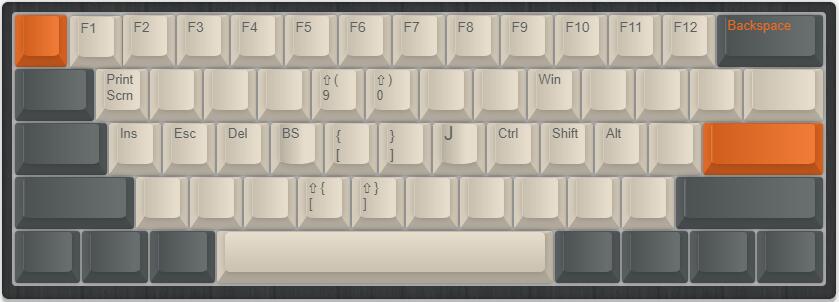 F1 F2 F3 F4 F5 F6 F7 F8 F9 F10 F11 F12 Backspace
Print
Scrn
⇧(
9
⇧)
0
Win
Ins Esc Del BS
{
[
}
]
J Ctrl Shift Alt
⇧{
[
⇧}
]